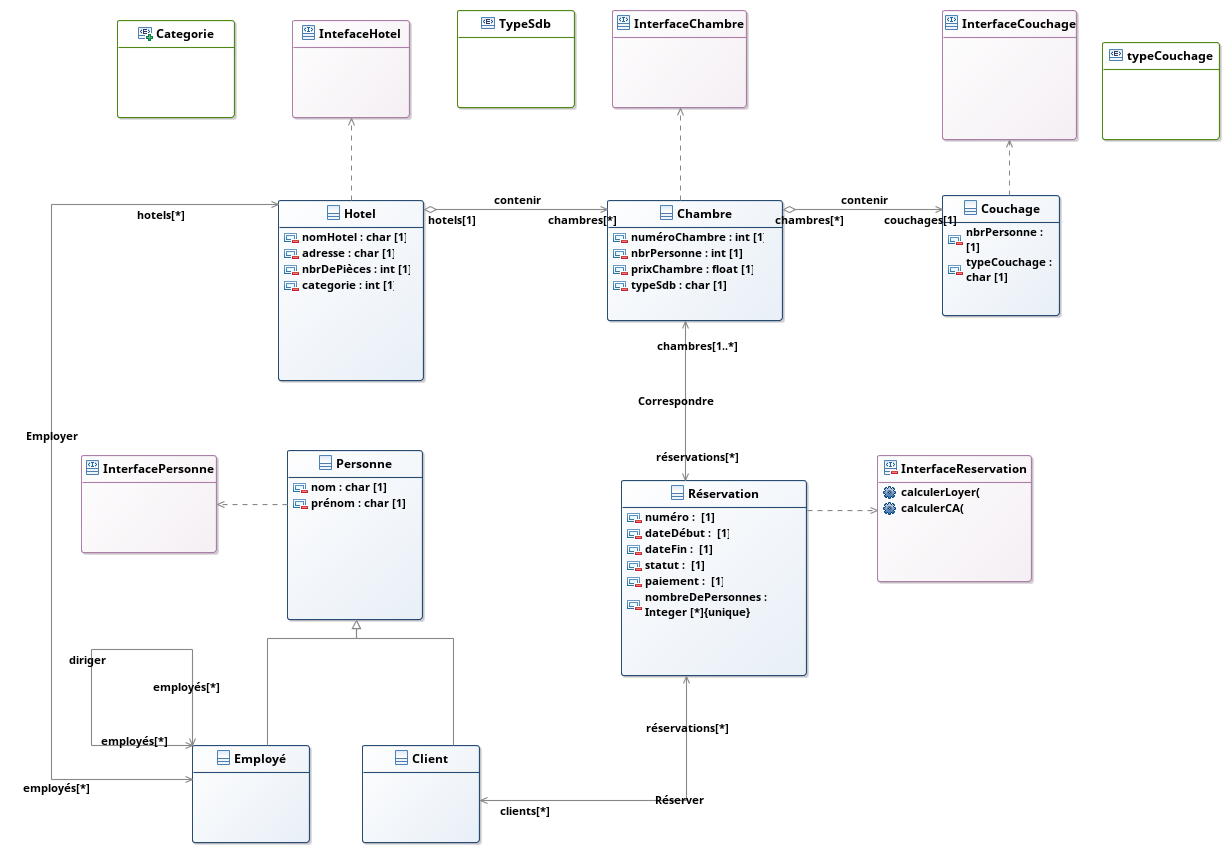 Categorie
IntefaceHotel
TypeSdb
InterfaceChambre
InterfaceCouchage
typeCouchage
hotels[*]
Hotel
nomHotel : char [1]
adresse : char [1]
nbrDePièces : int [1]
categorie : int [1]
contenir
hotels[1]
chambres[*]
Chambre
numéroChambre : int [1]
nbrPersonne : int [1]
prixChambre : float [1]
typeSdb : char [1]
contenir
chambres[*]
couchages[1]
Couchage
nbrPersonne :
[1]
typeCouchage :
char [1]
chambres[1..*]
Correspondre
réservations[*]
Employer
InterfacePersonne
Personne
nom : char [1]
prénom : char [1]
Réservation
numéro :  [1]
dateDébut :  [1]
dateFin :  [1]
statut :  [1]
paiement :  [1]
nombreDePersonnes :
Integer [*]{unique}
InterfaceReservation
calculerLoyer(
calculerCA(
diriger
employés[*]
employés[*]
employés[*]
Employé
Client
réservations[*]
Réserver
clients[*]